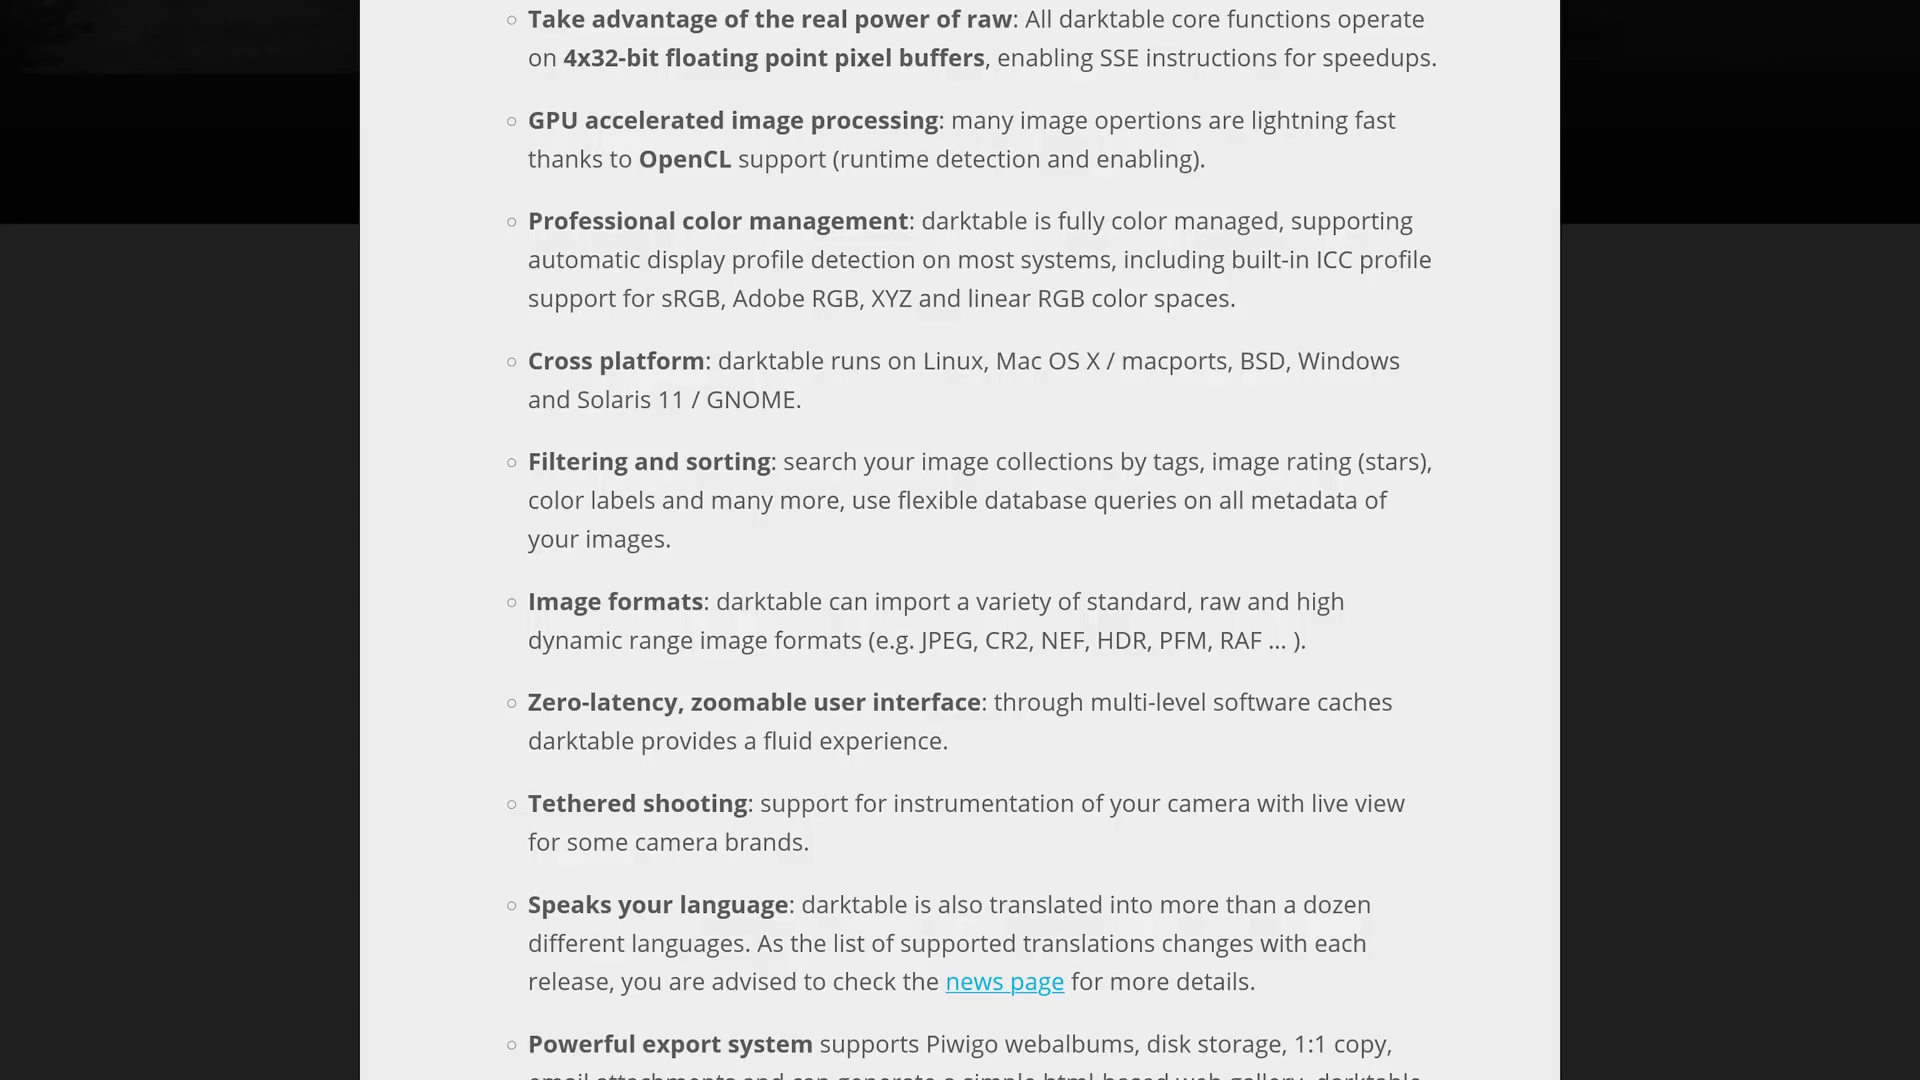 Take advantage of the real power of raw: All darktable core functions operate
on 4x32-bit floating point pixel buffers, enabling SSE instructions for speedups.
GPU accelerated image processing: many image opertions are lightning fast
thanks to OpenCL support (runtime detection and enabling).
Professional color management: darktable is fully color managed, supporting
automatic display profile detection on most systems, including built-in ICC profile
support for sRGB, Adobe RGB, XYZ and linear RGB color spaces.
Cross platform: darktable runs on Linux, Mac OS X / macports, BSD, Windows
and Solaris 11 / GNOME.
Filtering and sorting: search your image collections by tags, image rating (stars),
color labels and many more, use flexible database queries on all metadata of
your images.
Image formats: darktable can import a variety of standard, raw and high
dynamic range image formats (e.g. JPEG, CR2, NEF, HDR, PFM, RAF … ).
Zero-latency, zoomable user interface: through multi-level software caches
darktable provides a fluid experience.
Tethered shooting: support for instrumentation of your camera with live view
for some camera brands.
Speaks your language: darktable is also translated into more than a dozen
different languages. As the list of supported translations changes with each
release, you are advised to check the news page for more details.
Powerful export system supports Piwigo webalbums, disk storage, 1:1 copy,
email attachments and can generate a simple html-based web gallery. darktable